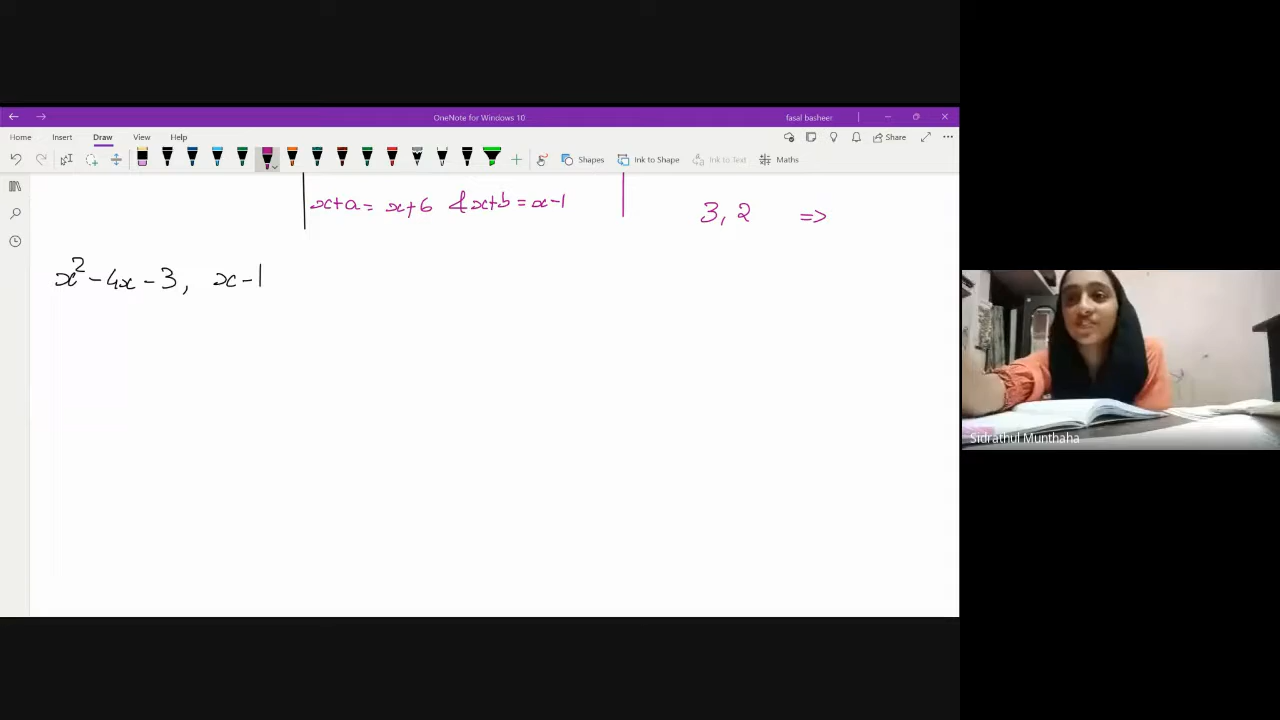 OneNote for Windows 10
fasal basheer
Home Insert Draw View Help
Share
Shapes Ink to Shape Ink to Text Maths
x+a = x+6 & x+b = x-1
3, 2 =>
x² - 4x - 3, x - 1
Sidrathul Munthaha